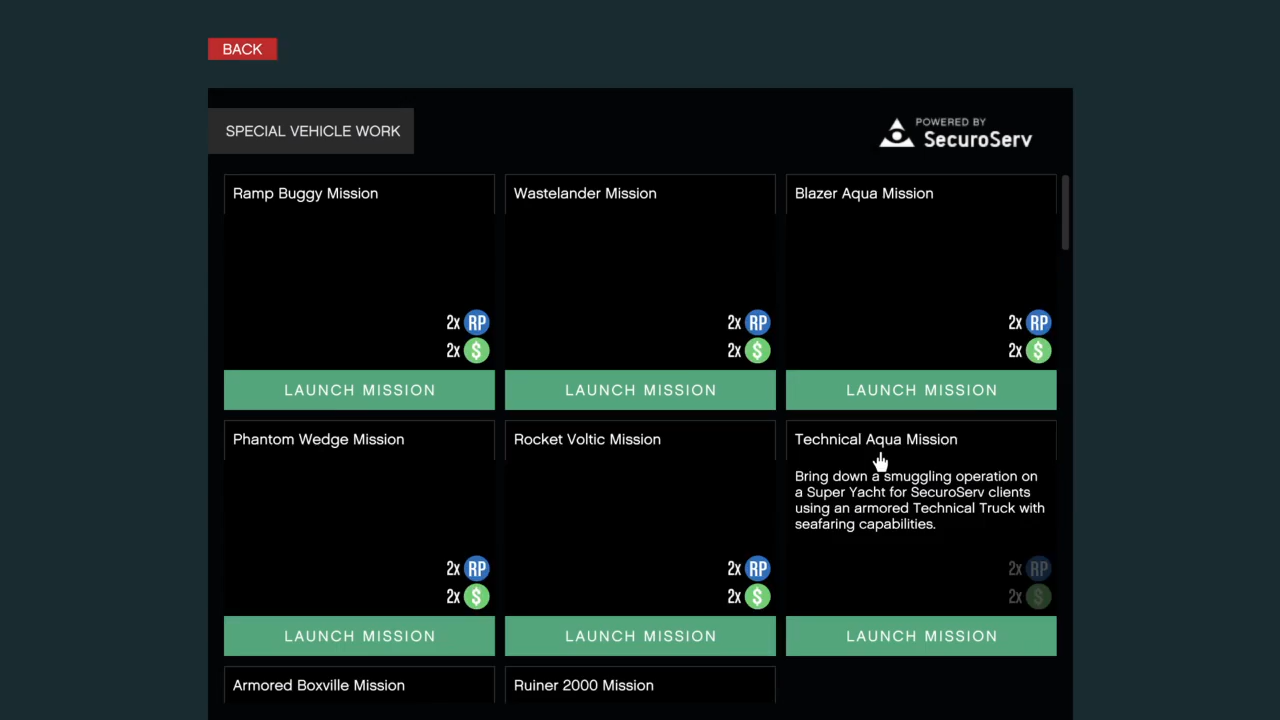 BACK
SPECIAL VEHICLE WORK
POWERED BY
SecuroServ
Ramp Buggy Mission
Wastelander Mission
Blazer Aqua Mission
2x RP
2x RP
2x RP
2x $
2x $
2x $
LAUNCH MISSION
LAUNCH MISSION
LAUNCH MISSION
Phantom Wedge Mission
Rocket Voltic Mission
Technical Aqua Mission
Bring down a smuggling operation on
a Super Yacht for SecuroServ clients
using an armored Technical Truck with
seafaring capabilities.
2x RP
2x RP
2x RP
2x $
2x $
2x $
LAUNCH MISSION
LAUNCH MISSION
LAUNCH MISSION
Armored Boxville Mission
Ruiner 2000 Mission